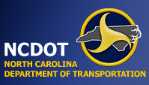 NCDOT
NORTH CAROLINA
DEPARTMENT OF TRANSPORTATION